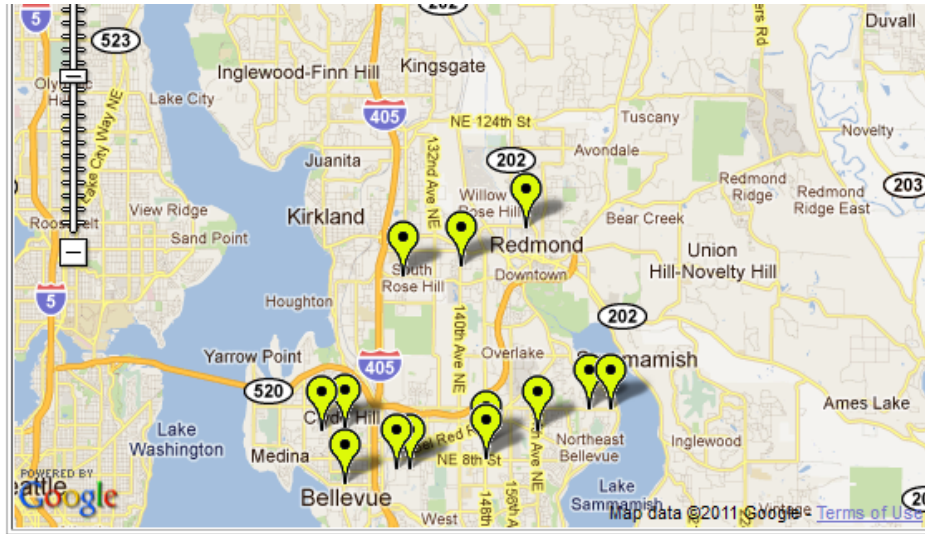 202
5
523
Duvall
Kingsgate
Inglewood-Finn Hill
Lake City
405
Lake City Way NE
NE 124th St
Tuscany
132nd Ave NE
Novelty
Avondale
202
Juanita
Redmond
Ridge
Redmond
Ridge East
203
Willow
Rose Hill
View Ridge
Kirkland
Bear Creek
Sand Point
Redmond
Union
Hill-Novelty Hill
South
Rose Hill
Downtown
5
Houghton
140th Ave NE
202
Yarrow Point
405
Overlake
520
Ames Lake
Lake
Washington
Medina
NE 8th St
Northeast
Bellevue
Inglewood
POWERED BY
Google
Bellevue
148th
Lake
Sammamish
West
Map data ©2011 Google - Terms of Use